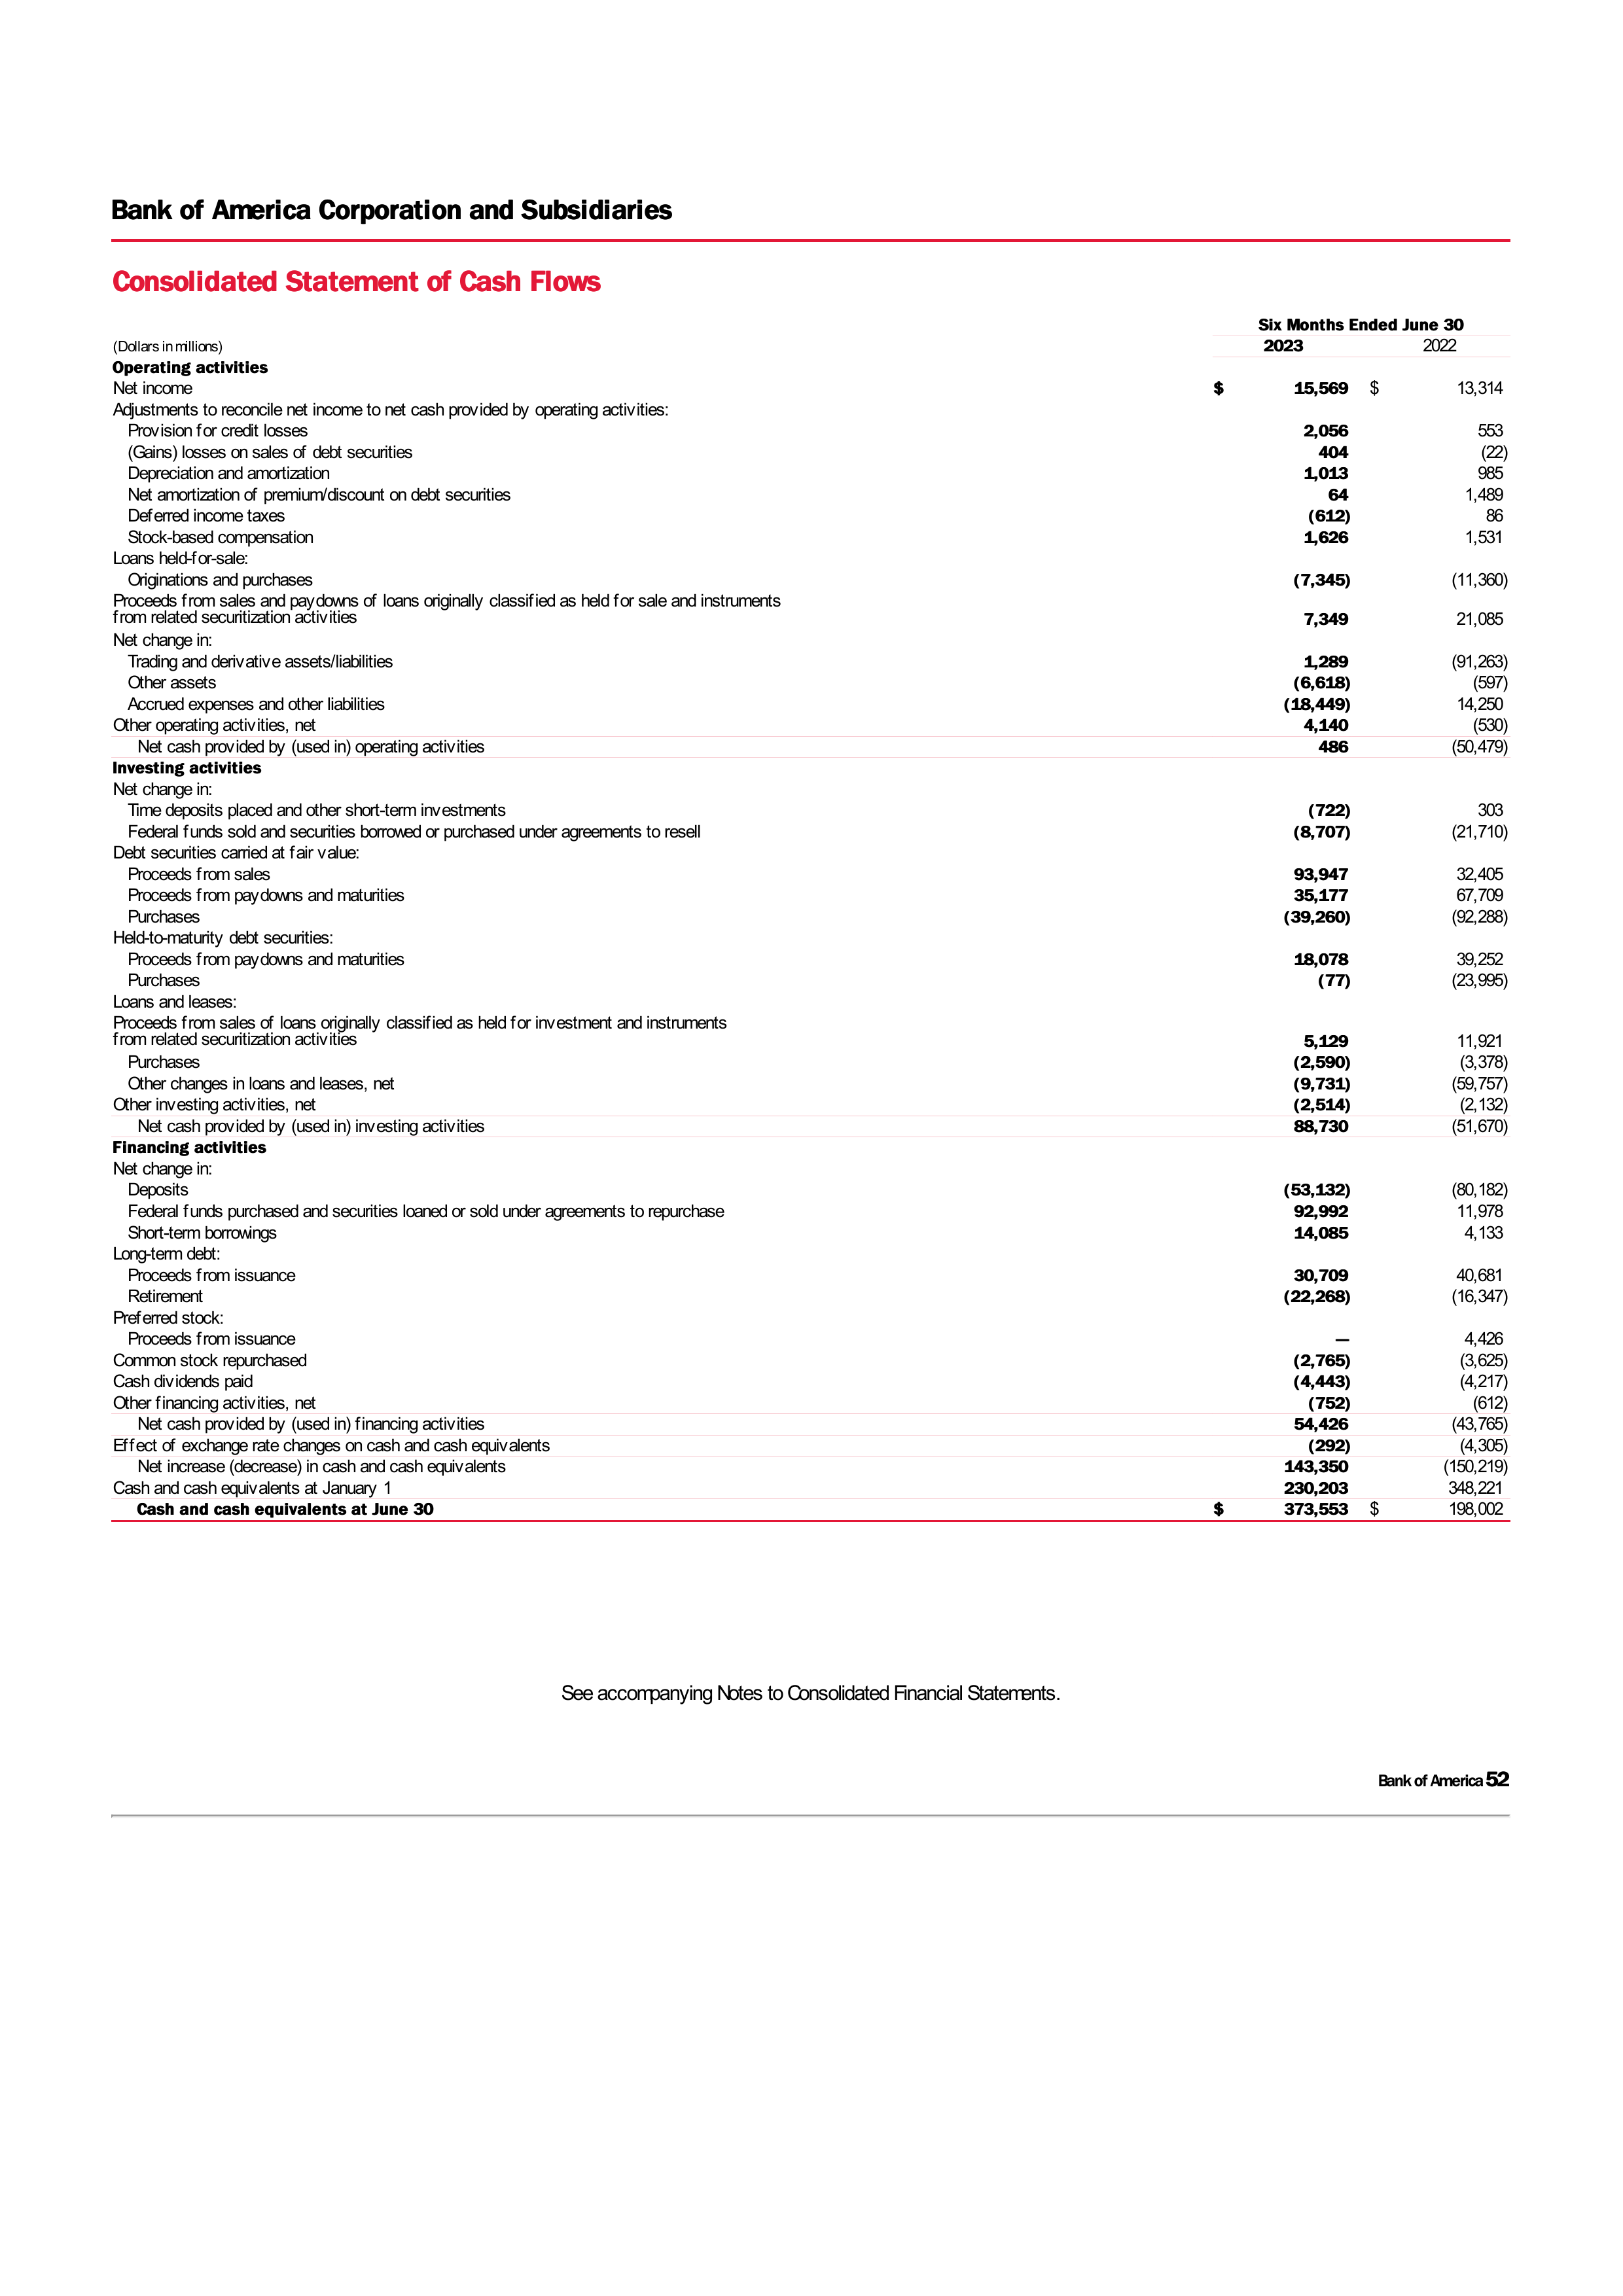 Bank of America Corporation and Subsidiaries
Consolidated Statement of Cash Flows
Six Months Ended June 30
(Dollars in millions) 2023 2022
Operating activities
Net income $ 15,569 $ 13,314
Adjustments to reconcile net income to net cash provided by operating activities:
Provision for credit losses 2,056 553
(Gains) losses on sales of debt securities 404 (22)
Depreciation and amortization 1,013 985
Net amortization of premium/discount on debt securities 64 1,489
Deferred income taxes (612) 86
Stock-based compensation 1,626 1,531
Loans held-for-sale:
Originations and purchases (7,345) (11,360)
Proceeds from sales and paydowns of loans originally classified as held for sale and instruments
from related securitization activities 7,349 21,085
Net change in:
Trading and derivative assets/liabilities 1,289 (91,263)
Other assets (6,618) (597)
Accrued expenses and other liabilities (18,449) 14,250
Other operating activities, net 4,140 (530)
Net cash provided by (used in) operating activities 486 (50,479)
Investing activities
Net change in:
Time deposits placed and other short-term investments (722) 303
Federal funds sold and securities borrowed or purchased under agreements to resell (8,707) (21,710)
Debt securities carried at fair value:
Proceeds from sales 93,947 32,405
Proceeds from paydowns and maturities 35,177 67,709
Purchases (39,260) (92,288)
Held-to-maturity debt securities:
Proceeds from paydowns and maturities 18,078 39,252
Purchases (77) (23,995)
Loans and leases:
Proceeds from sales of loans originally classified as held for investment and instruments
from related securitization activities 5,129 11,921
Purchases (2,590) (3,378)
Other changes in loans and leases, net (9,731) (59,757)
Other investing activities, net (2,514) (2,132)
Net cash provided by (used in) investing activities 88,730 (51,670)
Financing activities
Net change in:
Deposits (53,132) (80,182)
Federal funds purchased and securities loaned or sold under agreements to repurchase 92,992 11,978
Short-term borrowings 14,085 4,133
Long-term debt:
Proceeds from issuance 30,709 40,681
Retirement (22,268) (16,347)
Preferred stock:
Proceeds from issuance — 4,426
Common stock repurchased (2,765) (3,625)
Cash dividends paid (4,443) (4,217)
Other financing activities, net (752) (612)
Net cash provided by (used in) financing activities 54,426 (43,765)
Effect of exchange rate changes on cash and cash equivalents (292) (4,305)
Net increase (decrease) in cash and cash equivalents 143,350 (150,219)
Cash and cash equivalents at January 1 230,203 348,221
Cash and cash equivalents at June 30 $ 373,553 $ 198,002
See accompanying Notes to Consolidated Financial Statements.
Bank of America 52